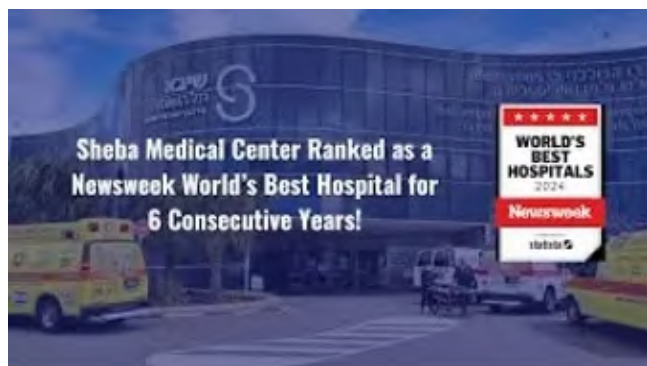 שיבא
Sheba Medical Center Ranked as a
Newsweek World's Best Hospital for
6 Consecutive Years!
WORLD'S
BEST
HOSPITALS
2024
Newsweek
statista